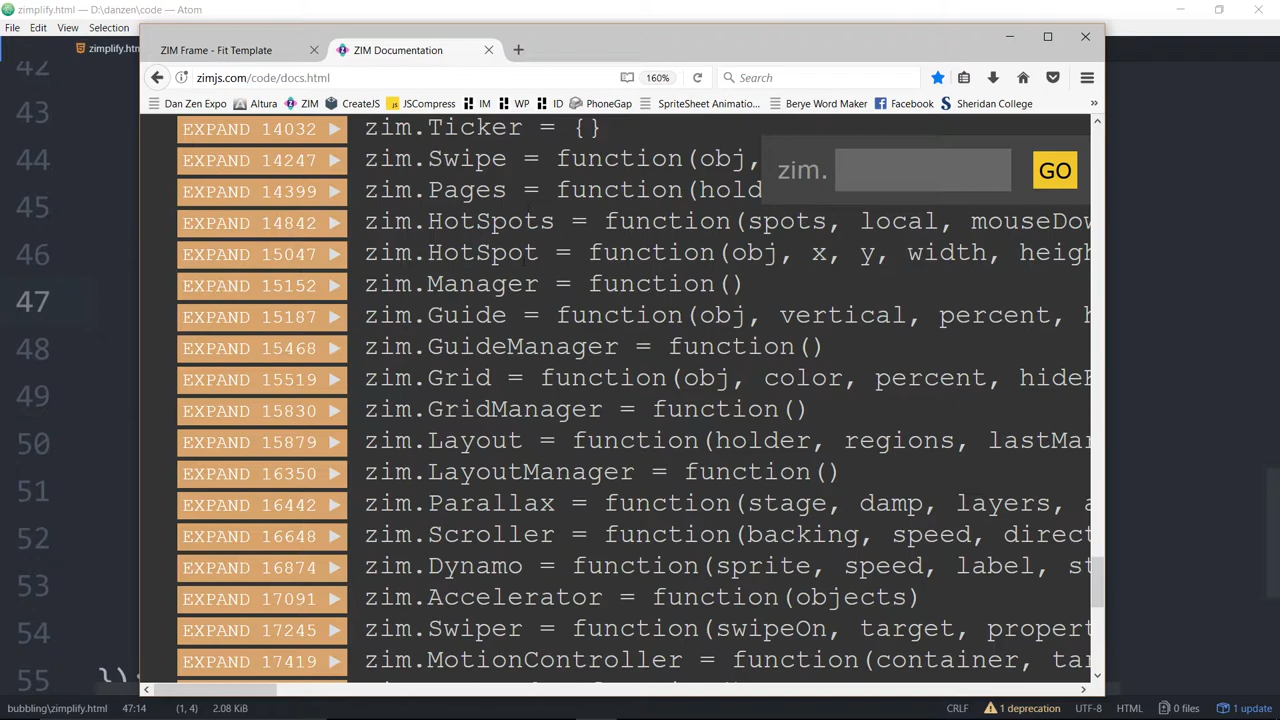 zimplify.html — D:\danzen\code — Atom
File Edit View Selection
zimplify.htm
ZIM Frame - Fit Template
ZIM Documentation
zimjs.com/code/docs.html
160%
Search
Dan Zen Expo Altura ZIM CreateJS JSCompress IM WP ID PhoneGap SpriteSheet Animatio... Berye Word Maker Facebook Sheridan College »
zim. GO
EXPAND 14032 zim.Ticker = {}
EXPAND 14247 zim.Swipe = function(obj,
EXPAND 14399 zim.Pages = function(hold
EXPAND 14842 zim.HotSpots = function(spots, local, mouseDow
EXPAND 15047 zim.HotSpot = function(obj, x, y, width, heigh
EXPAND 15152 zim.Manager = function()
EXPAND 15187 zim.Guide = function(obj, vertical, percent, h
EXPAND 15468 zim.GuideManager = function()
EXPAND 15519 zim.Grid = function(obj, color, percent, hideK
EXPAND 15830 zim.GridManager = function()
EXPAND 15879 zim.Layout = function(holder, regions, lastMar
EXPAND 16350 zim.LayoutManager = function()
EXPAND 16442 zim.Parallax = function(stage, damp, layers, a
EXPAND 16648 zim.Scroller = function(backing, speed, direct
EXPAND 16874 zim.Dynamo = function(sprite, speed, label, st
EXPAND 17091 zim.Accelerator = function(objects)
EXPAND 17245 zim.Swiper = function(swipeOn, target, propert
EXPAND 17419 zim.MotionController = function(container, tar
42
43
44
45
46
47
48
49
50
51
52
53
54
55 });
bubbling\zimplify.html 47:14 (1, 4) 2.08 KiB CRLF 1 deprecation UTF-8 HTML 0 files 1 update